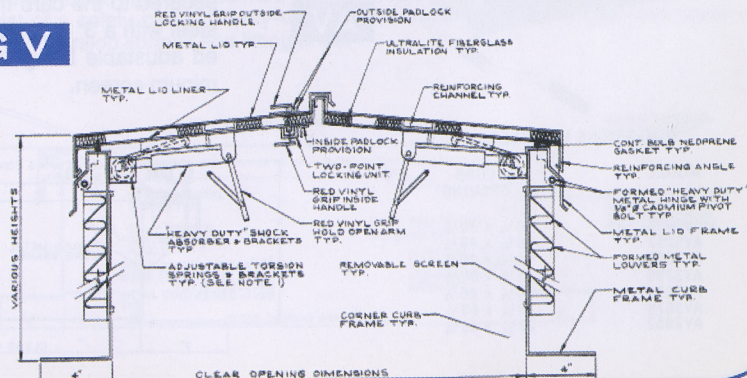 GV
RED VINYL GRIP OUTSIDE
LOCKING HANDLE
OUTSIDE PADLOCK
PROVISION
METAL LID TYP.
ULTRALITE FIBERGLASS
INSULATION TYP.
METAL LID LINER
TYP.
REINFORCING
CHANNEL TYP.
INSIDE PADLOCK
PROVISION
TWO-POINT
LOCKING UNIT
RED VINYL
GRIP INSIDE
HANDLE
RED VINYL GRIP
HOLD OPEN ARM
TYP.
CONT. BULB NEOPRENE
GASKET TYP.
REINFORCING ANGLE
TYP.
FORMED "HEAVY DUTY"
METAL HINGE WITH
CADMIUM PIVOT
BOLT TYP.
METAL LID FRAME
TYP.
FORMED METAL
LOUVERS TYP.
METAL CURB
FRAME TYP.
VARIOUS HEIGHTS
"HEAVY DUTY" SHOCK
ABSORBER & BRACKETS
TYP
ADJUSTABLE TORSION
SPRINGS & BRACKETS
TYP. (SEE NOTE 1)
REMOVABLE SCREEN
TYP.
CORNER CURB
FRAME TYP.
4"
CLEAR OPENING DIMENSIONS
4"